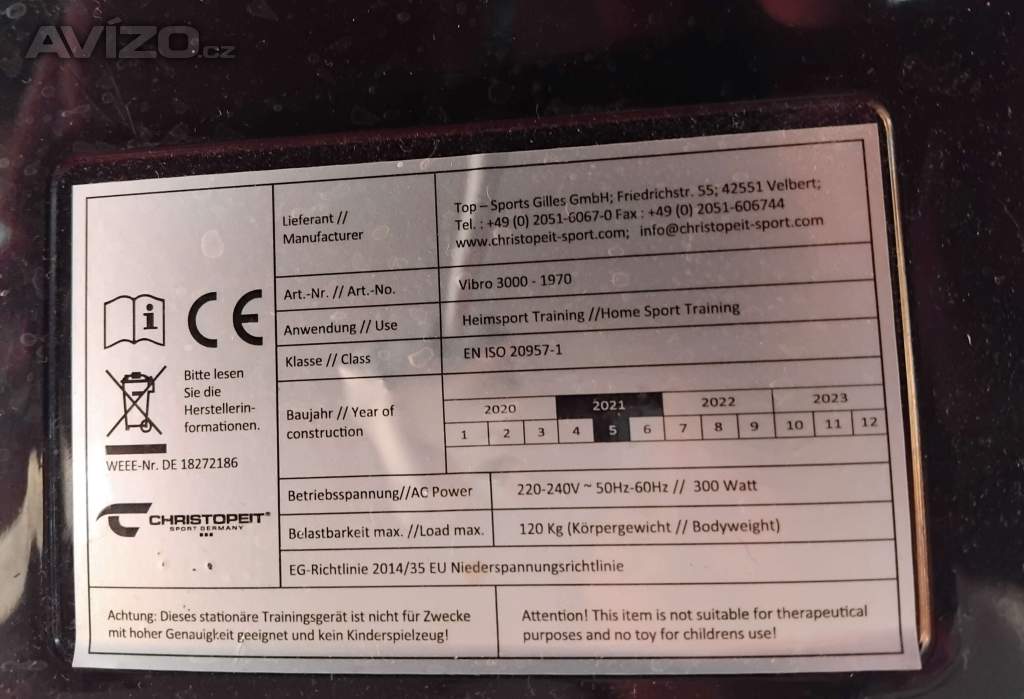 AVÍZO.cz
Lieferant //
Manufacturer
Top – Sports Gilles GmbH; Friedrichstr. 55; 42551 Velbert;
Tel. : +49 (0) 2051-6067-0 Fax : +49 (0) 2051-606744
www.christopeit-sport.com; info@christopeit-sport.com
Art.-Nr. // Art.-No.
Vibro 3000 - 1970
Anwendung // Use
Heimsport Training //Home Sport Training
Klasse // Class
EN ISO 20957-1
Baujahr // Year of
construction
2020 2021 2022 2023
1 2 3 4 5 6 7 8 9 10 11 12
Betriebsspannung//AC Power
220-240V ~ 50Hz-60Hz // 300 Watt
Belastbarkeit max. //Load max.
120 Kg (Körpergewicht // Bodyweight)
EG-Richtlinie 2014/35 EU Niederspannungsrichtlinie
i
CE
Bitte lesen
Sie die
Herstellerin-
formationen.
WEEE-Nr. DE 18272186
CHRISTOPEIT®
SPORT GERMANY
Achtung: Dieses stationäre Trainingsgerät ist nicht für Zwecke
mit hoher Genauigkeit geeignet und kein Kinderspielzeug!
Attention! This item is not suitable for therapeutical
purposes and no toy for childrens use!